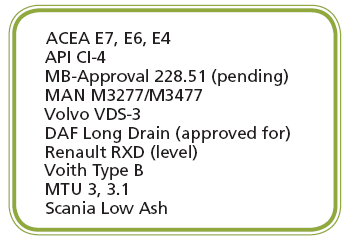 ACEA E7, E6, E4
API CI-4
MB-Approval 228.51 (pending)
MAN M3277/M3477
Volvo VDS-3
DAF Long Drain (approved for)
Renault RXD (level)
Voith Type B
MTU 3, 3.1
Scania Low Ash